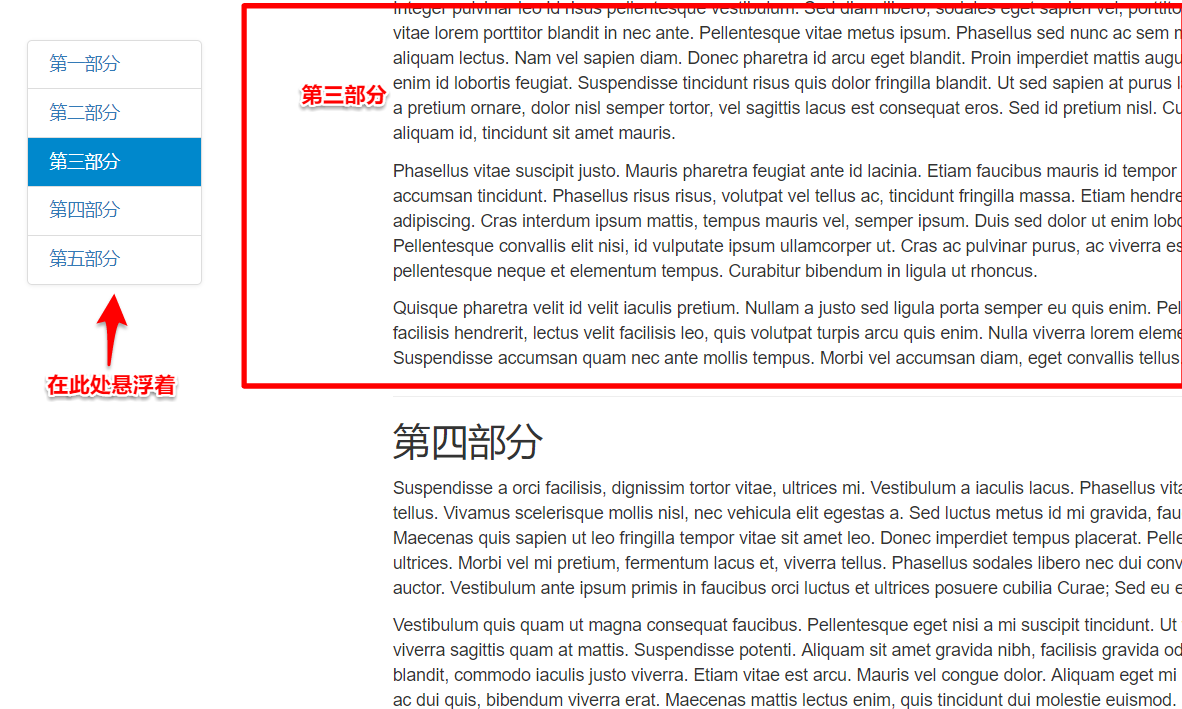 第一部分
第二部分
第三部分
第四部分
第五部分
在此处悬浮着
第三部分
Integer pulvinar leo id risus pellentesque vestibulum. Sed diam libero, sodales eget sapien vel, porttito
vitae lorem porttitor blandit in nec ante. Pellentesque vitae metus ipsum. Phasellus sed nunc ac sem
aliquam lectus. Nam vel sapien diam. Donec pharetra id arcu eget blandit. Proin imperdiet mattis augu
enim id lobortis feugiat. Suspendisse tincidunt risus quis dolor fringilla blandit. Ut sed sapien at purus
a pretium ornare, dolor nisl semper tortor, vel sagittis lacus est consequat eros. Sed id pretium nisl. Cu
aliquam id, tincidunt sit amet mauris.
Phasellus vitae suscipit justo. Mauris pharetra feugiat ante id lacinia. Etiam faucibus mauris id tempor
accumsan tincidunt. Phasellus risus risus, volutpat vel tellus ac, tincidunt fringilla massa. Etiam hendre
adipiscing. Cras interdum ipsum mattis, tempus mauris vel, semper ipsum. Duis sed dolor ut enim lobo
Pellentesque convallis elit nisi, id vulputate ipsum ullamcorper ut. Cras ac pulvinar purus, ac viverra es
pellentesque neque et elementum tempus. Curabitur bibendum in ligula ut rhoncus.
Quisque pharetra velit id velit iaculis pretium. Nullam a justo sed ligula porta semper eu quis enim. Pel
facilisis hendrerit, lectus velit facilisis leo, quis volutpat turpis arcu quis enim. Nulla viverra lorem eleme
Suspendisse accumsan quam nec ante mollis tempus. Morbi vel accumsan diam, eget convallis tellus
第四部分
Suspendisse a orci facilisis, dignissim tortor vitae, ultrices mi. Vestibulum a iaculis lacus. Phasellus vita
tellus. Vivamus scelerisque mollis nisl, nec vehicula elit egestas a. Sed luctus metus id mi gravida, fau
Maecenas quis sapien ut leo fringilla tempor vitae sit amet leo. Donec imperdiet tempus placerat. Pelle
ultrices. Morbi vel mi pretium, fermentum lacus et, viverra tellus. Phasellus sodales libero nec dui conv
auctor. Vestibulum ante ipsum primis in faucibus orci luctus et ultrices posuere cubilia Curae; Sed eu e
Vestibulum quis quam ut magna consequat faucibus. Pellentesque eget nisi a mi suscipit tincidunt. Ut
viverra sagittis quam at mattis. Suspendisse potenti. Aliquam sit amet gravida nibh, facilisis gravida od
blandit, commodo iaculis justo viverra. Etiam vitae est arcu. Mauris vel congue dolor. Aliquam eget mi
ac dui quis, bibendum viverra erat. Maecenas mattis lectus enim, quis tincidunt dui molestie euismod.